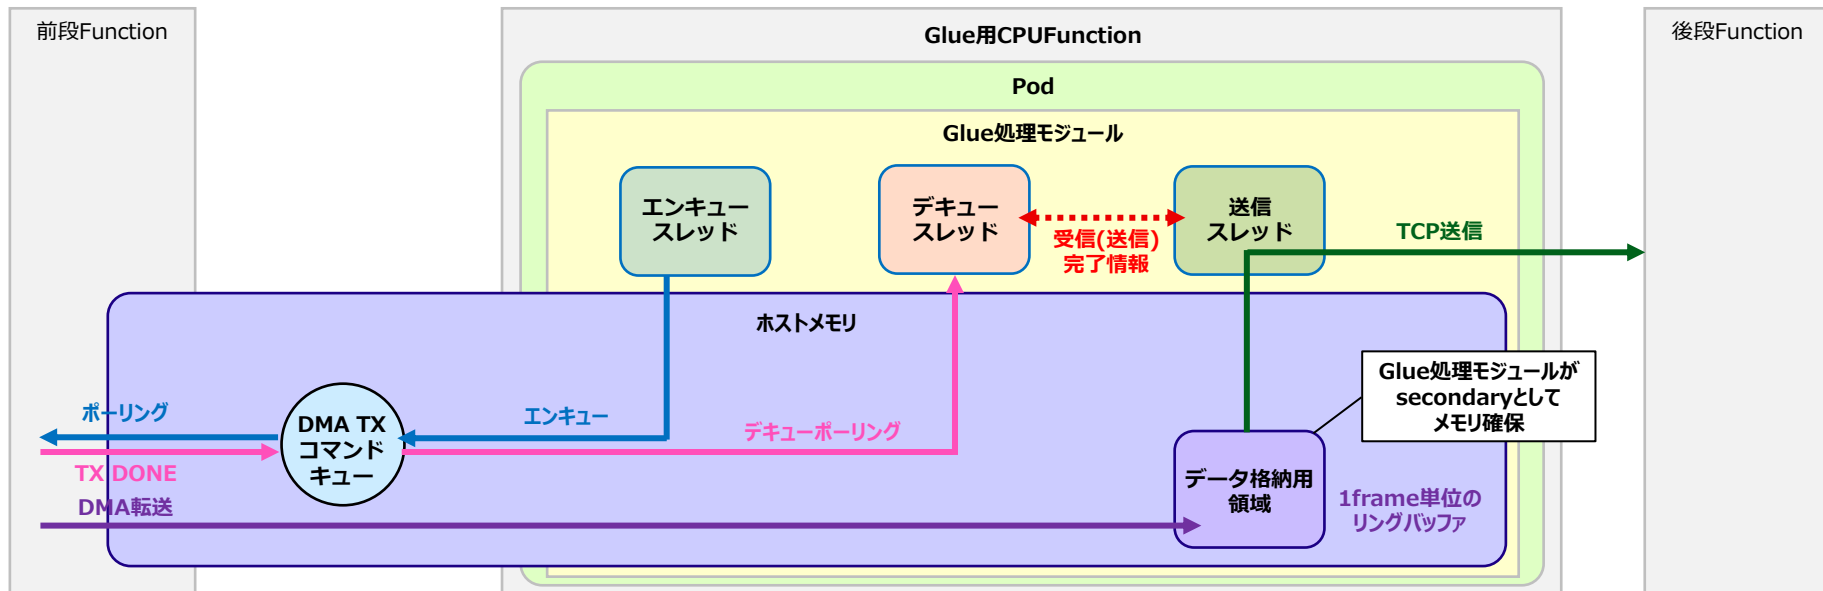 前段Function
Glue用CPUFunction
後段Function
Pod
Glue処理モジュール
エンキュー
スレッド
デキュー
スレッド
送信
スレッド
受信(送信)
完了情報
TCP送信
ホストメモリ
Glue処理モジュールが
secondaryとして
メモリ確保
ポーリング
DMA TX
コマンド
キュー
エンキュー
デキューポーリング
TX DONE
DMA転送
データ格納用
領域
1frame単位の
リングバッファ